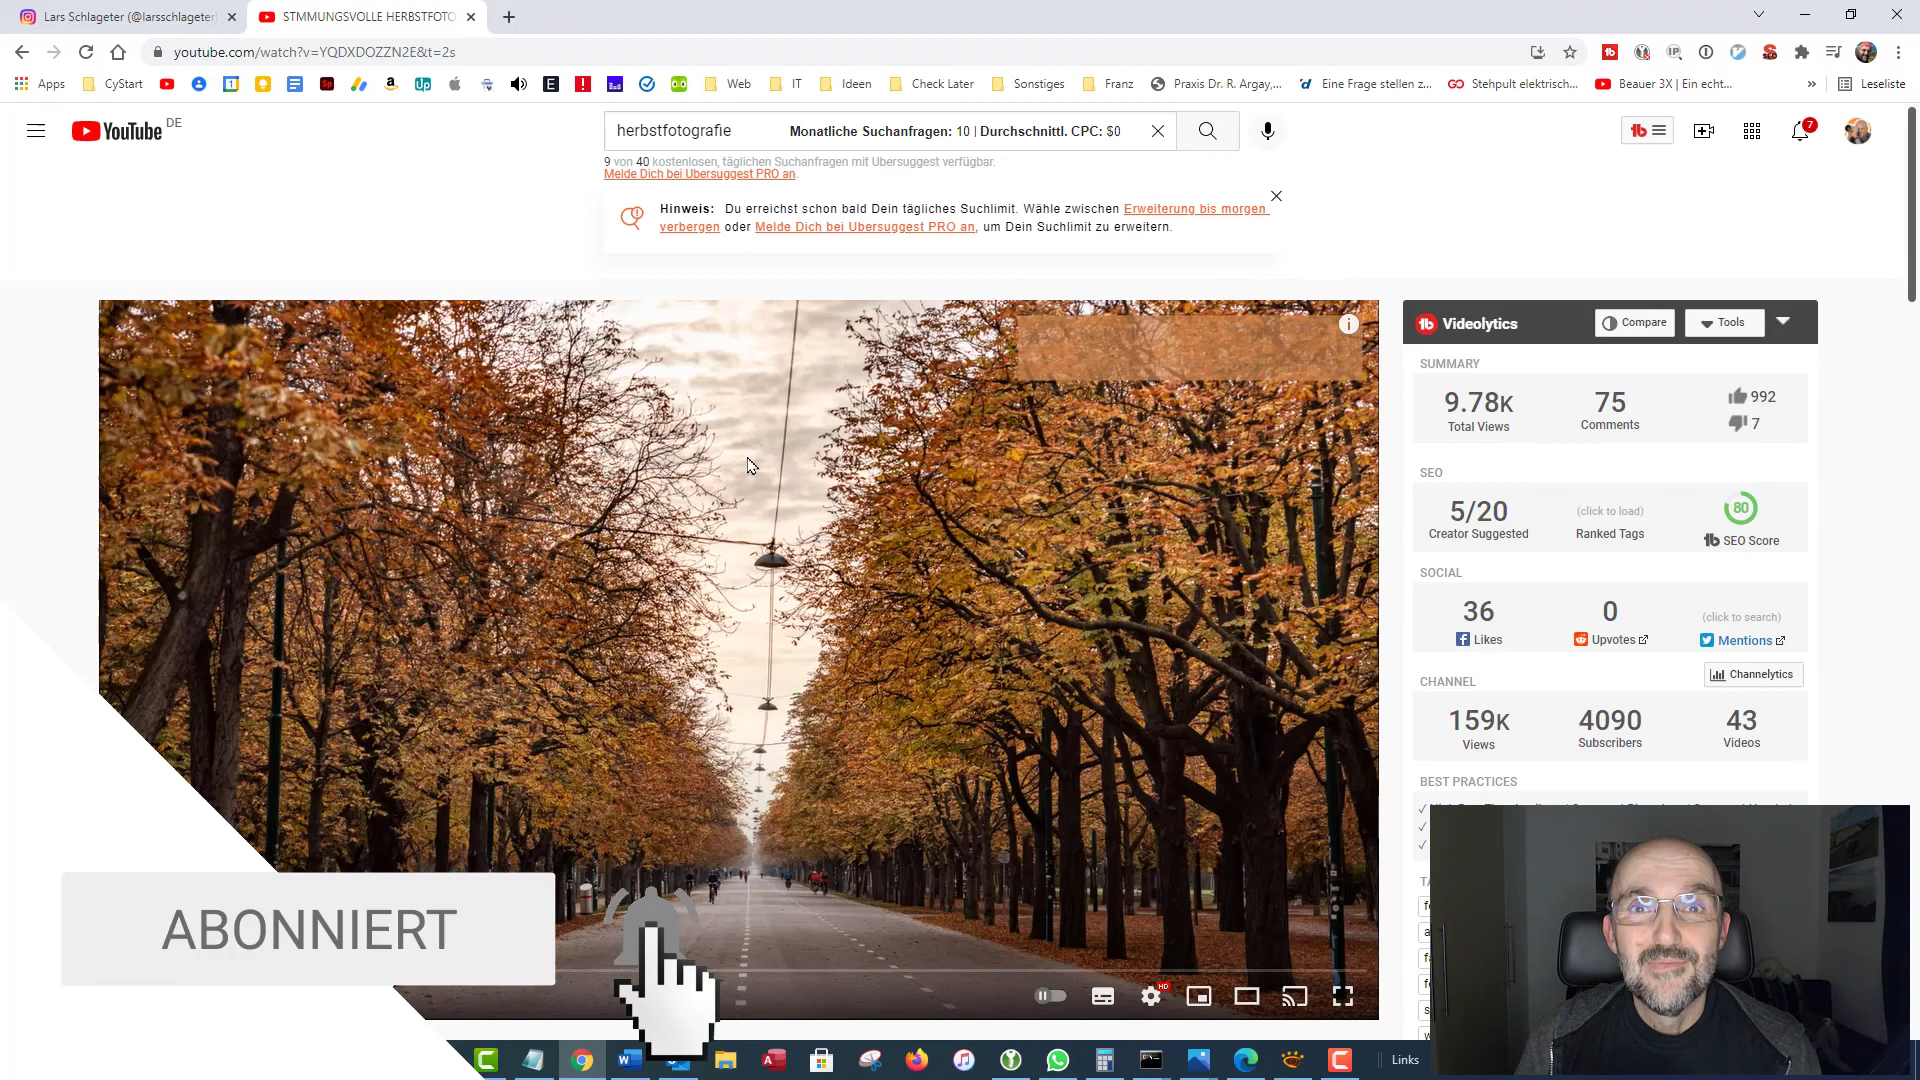 Lars Schlageter (@larsschlageter
STMMUNGSVOLLE HERBSTFOTO
youtube.com/watch?v=YQDXDOZZN2E&t=2s
Apps
CyStart
Web
IT
Ideen
Check Later
Sonstiges
Franz
Praxis Dr. R. Argay,...
Eine Frage stellen z...
Stehpult elektrisch...
Beauer 3X | Ein echt...
»
Leseliste
YouTube DE
herbstfotografie
Monatliche Suchanfragen: 10 | Durchschnittl. CPC: $0
7
9 von 40 kostenlosen, täglichen Suchanfragen mit Ubersuggest verfügbar.
Melde Dich bei Ubersuggest PRO an.
Hinweis: Du erreichst schon bald Dein tägliches Suchlimit. Wähle zwischen Erweiterung bis morgen
verbergen oder Melde Dich bei Ubersuggest PRO an, um Dein Suchlimit zu erweitern.
Videolytics
Compare
Tools
SUMMARY
9.78K
75
992
Total Views
Comments
7
SEO
5/20
(click to load)
80
Creator Suggested
Ranked Tags
SEO Score
SOCIAL
36
0
(click to search)
Likes
Upvotes
Mentions
CHANNEL
Channelytics
159K
4090
43
Views
Subscribers
Videos
BEST PRACTICES
ABONNIERT
HD
Links